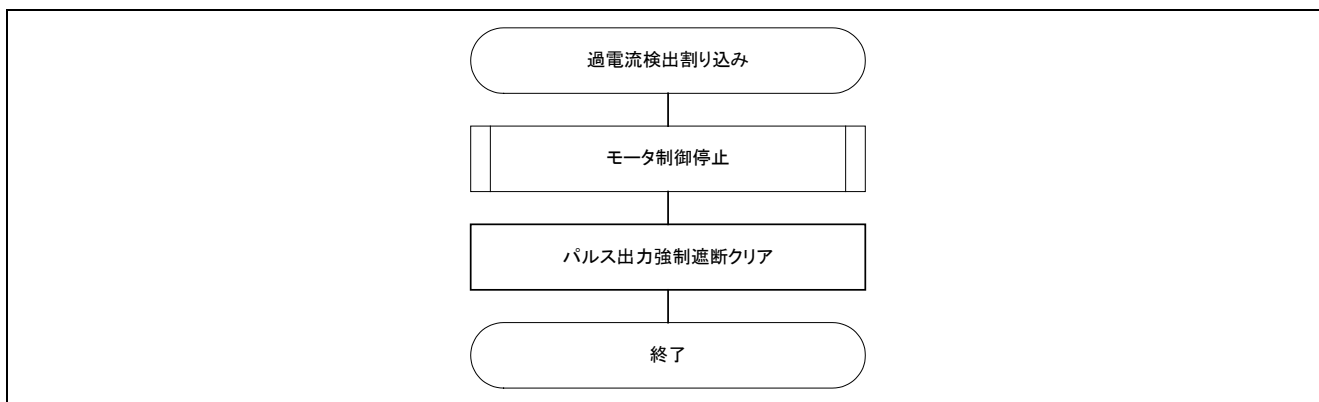 過電流検出割り込み
モータ制御停止
パルス出力強制遮断クリア
終了